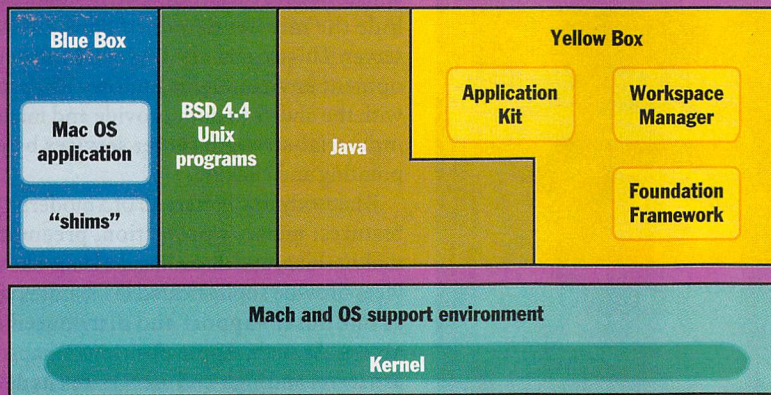 Blue Box
Mac OS
application
“shims”
BSD 4.4
Unix
programs
Java
Yellow Box
Application
Kit
Workspace
Manager
Foundation
Framework
Mach and OS support environment
Kernel